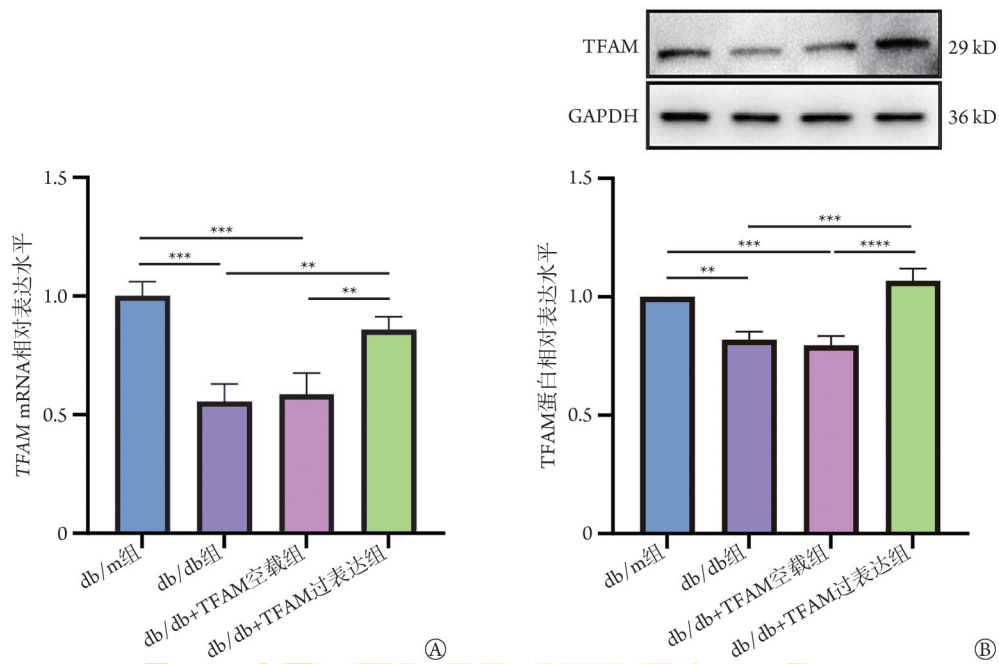 TFAM 29 kD
GAPDH 36 kD
TFAM mRNA相对表达水平
1.5
1.0
0.5
0
***
***
**
**
db/m组
db/db组
db/db+TFAM空载组
db/db+TFAM过表达组
Ⓐ
TFAM蛋白相对表达水平
1.5
1.0
0.5
0
***
***
****
**
db/m组
db/db组
db/db+TFAM空载组
db/db+TFAM过表达组
Ⓑ